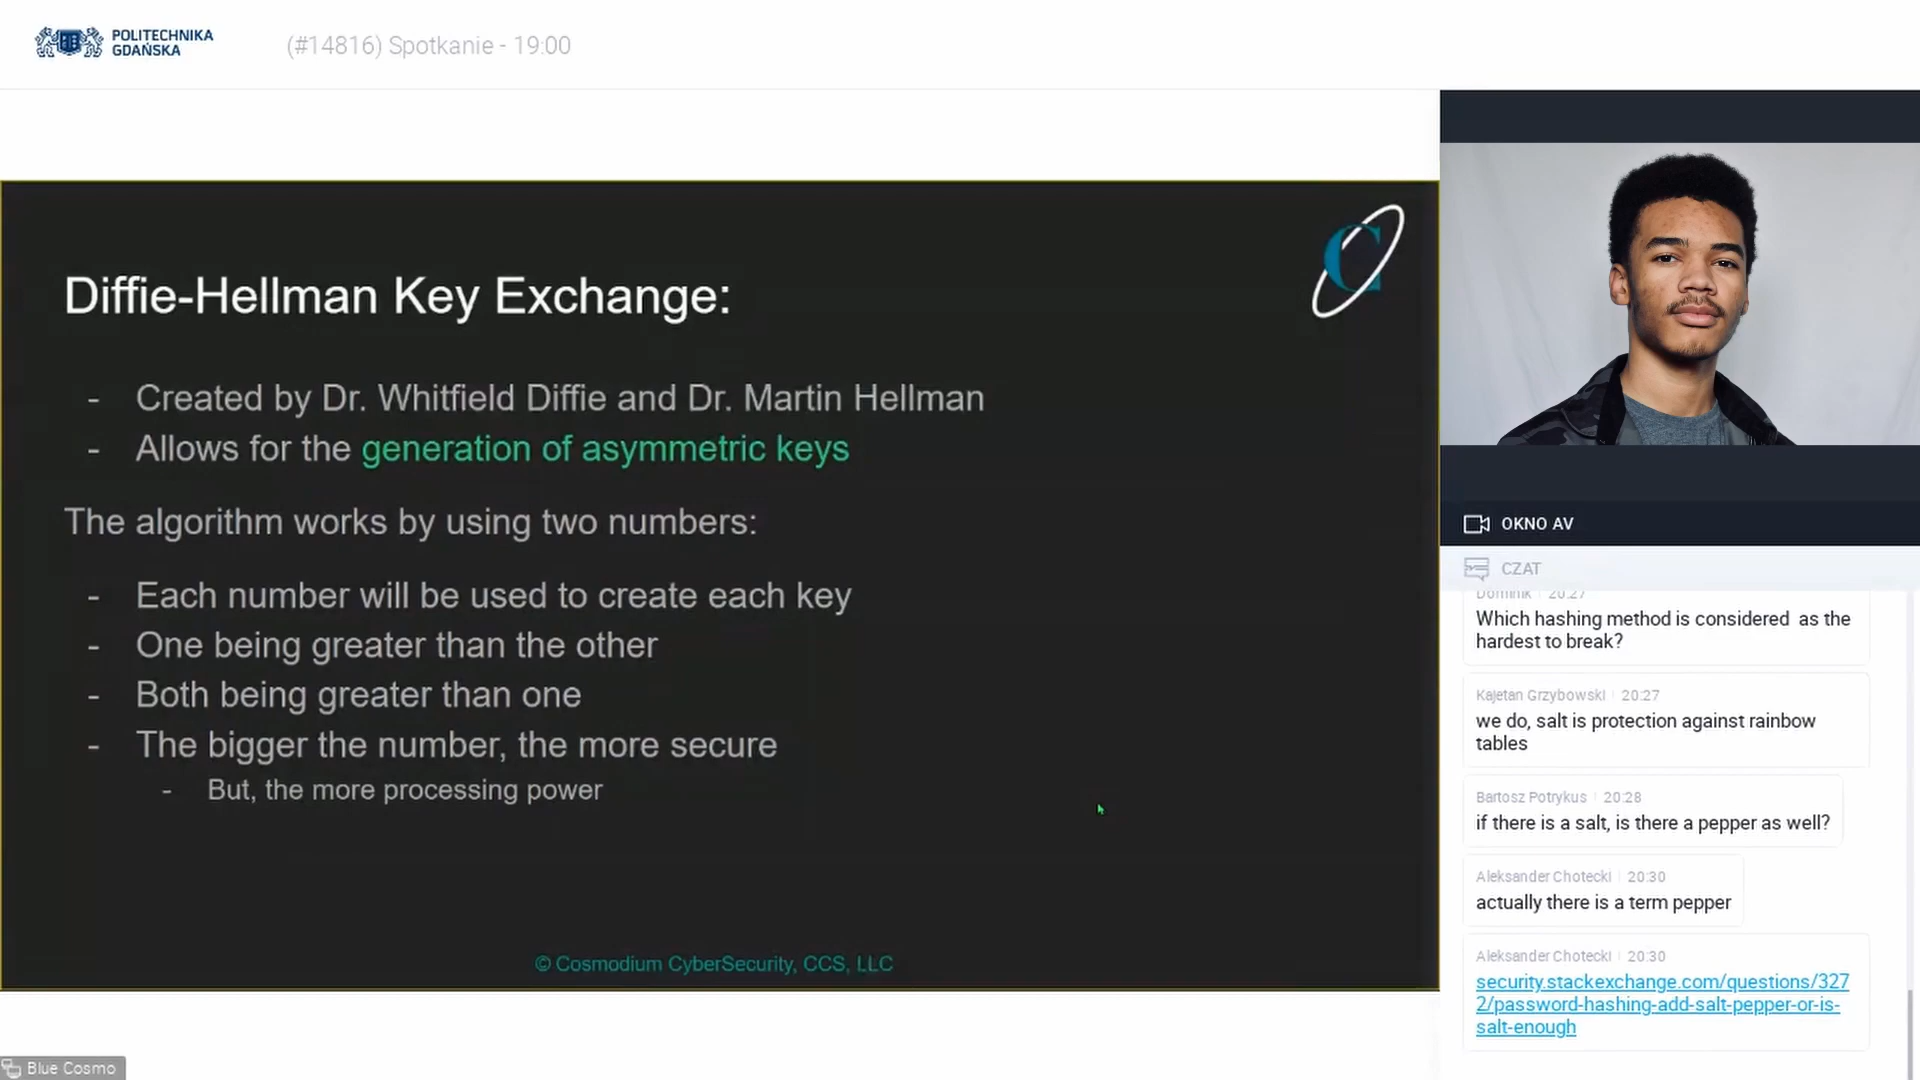 POLITECHNIKA
GDAŃSKA
(#14816) Spotkanie - 19:00
Diffie-Hellman Key Exchange:
- Created by Dr. Whitfield Diffie and Dr. Martin Hellman
- Allows for the generation of asymmetric keys
The algorithm works by using two numbers:
- Each number will be used to create each key
- One being greater than the other
- Both being greater than one
- The bigger the number, the more secure
- But, the more processing power
© Cosmodium CyberSecurity, CCS, LLC
Blue Cosmo
OKNO AV
CZAT
Dominik 20:27
Which hashing method is considered as the
hardest to break?
Kajetan Grzybowski 20:27
we do, salt is protection against rainbow
tables
Bartosz Potrykus 20:28
if there is a salt, is there a pepper as well?
Aleksander Chotecki 20:30
actually there is a term pepper
Aleksander Chotecki 20:30
security.stackexchange.com/questions/327
2/password-hashing-add-salt-pepper-or-is-
salt-enough